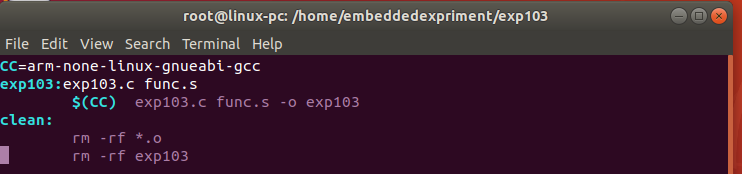 root@linux-pc: /home/embeddedexpriment/exp103
File Edit View Search Terminal Help
CC=arm-none-linux-gnueabi-gcc
exp103:exp103.c func.s
        $(CC)  exp103.c func.s -o exp103
clean:
        rm -rf *.o
        rm -rf exp103